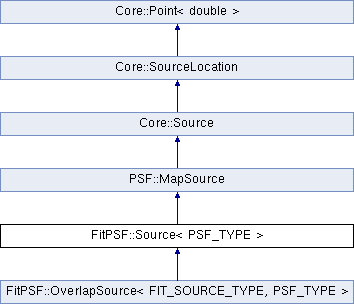 Core::Point< double >
Core::SourceLocation
Core::Source
PSF::MapSource
FitPSF::Source< PSF_TYPE >
FitPSF::OverlapSource< FIT_SOURCE_TYPE, PSF_TYPE >